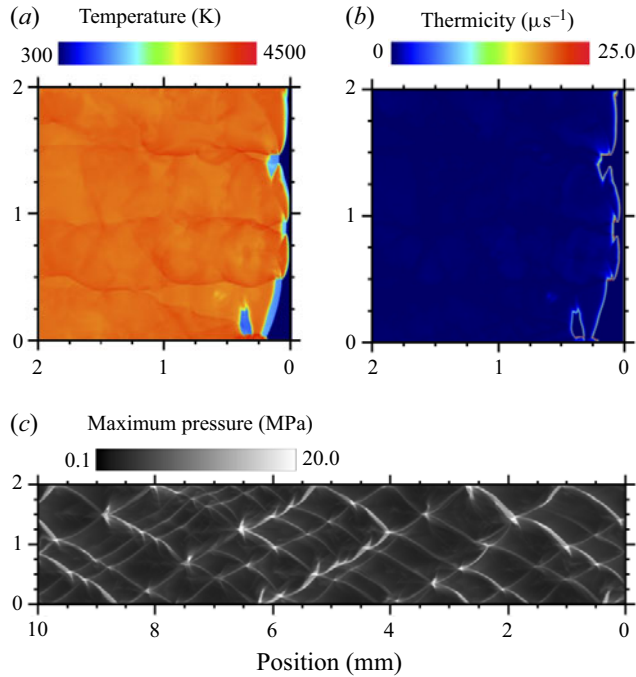 (a) Temperature (K)
300 4500
2
1
0
2 1 0
(b) Thermicity (μs⁻¹)
0 25.0
2
1
0
2 1 0
(c) Maximum pressure (MPa)
0.1 20.0
2
1
0
10 8 6 4 2 0
Position (mm)